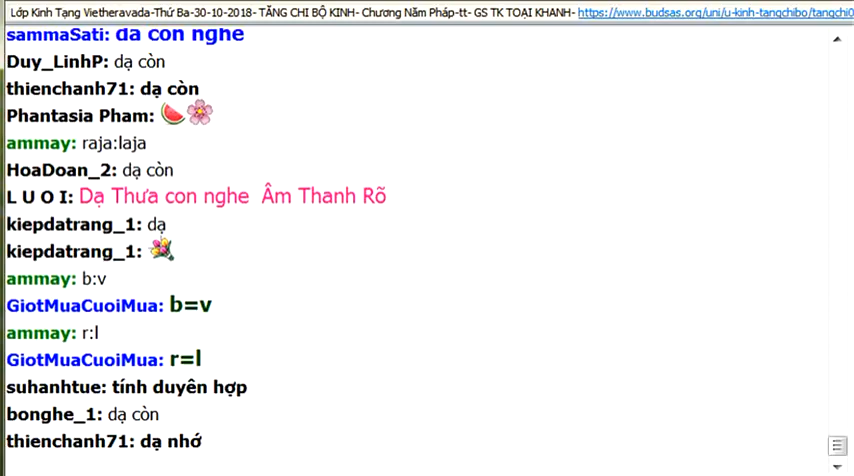 Lớp Kinh Tạng Vietheravada-Thứ Ba-30-10-2018- TĂNG CHI BỘ KINH- Chương Năm Pháp-tt- GS TK TOẠI KHANH- https://www.budsas.org/uni/u-kinh-tangchibo/tangchi0
sammaSati: dạ con nghe
Duy_LinhP: dạ còn
thienchanh71: dạ còn
Phantasia Pham:
ammay: raja:laja
HoaDoan_2: dạ còn
L U O I: Dạ Thưa con nghe Âm Thanh Rõ
kiepdatrang_1: dạ
kiepdatrang_1:
ammay: b:v
GiotMuaCuoiMua: b=v
ammay: r:l
GiotMuaCuoiMua: r=l
suhanhtue: tính duyên hợp
bonghe_1: dạ còn
thienchanh71: dạ nhớ